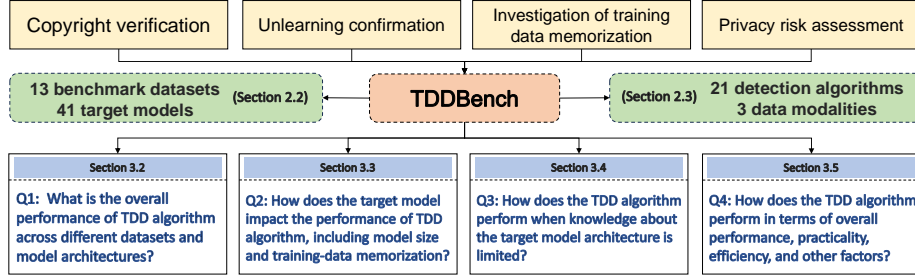 Copyright verification
Unlearning confirmation
Investigation of training
data memorization
Privacy risk assessment
13 benchmark datasets
41 target models
(Section 2.2)
TDDBench
(Section 2.3)
21 detection algorithms
3 data modalities
Section 3.2
Q1: What is the overall
performance of TDD algorithm
across different datasets and
model architectures?
Section 3.3
Q2: How does the target model
impact the performance of TDD
algorithm, including model size
and training-data memorization?
Section 3.4
Q3: How does the TDD algorithm
perform when knowledge about
the target model architecture is
limited?
Section 3.5
Q4: How does the TDD algorithm
perform in terms of overall
performance, practicality,
efficiency, and other factors?